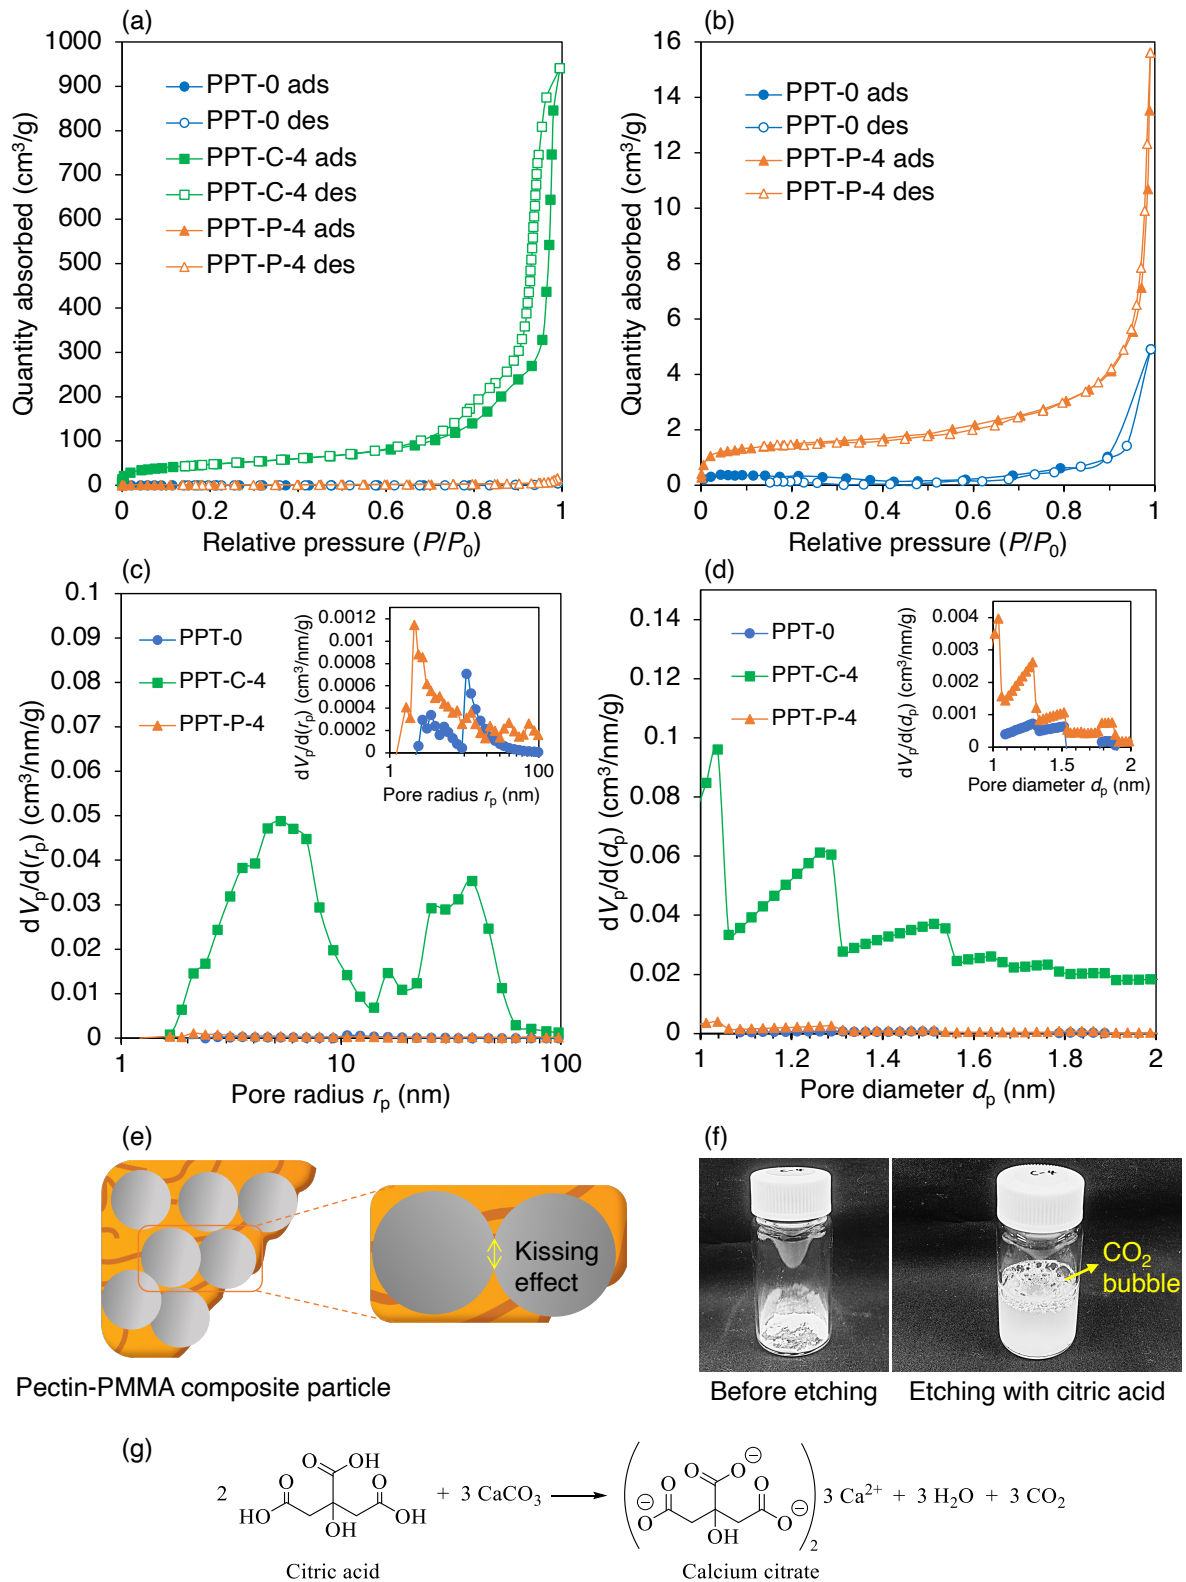 (a)
1000
900
800
700
600
500
400
300
200
100
0
Quantity absorbed (cm³/g)
PPT-0 ads
PPT-0 des
PPT-C-4 ads
PPT-C-4 des
PPT-P-4 ads
PPT-P-4 des
0 0.2 0.4 0.6 0.8 1
Relative pressure (P/P₀)
(b)
16
14
12
10
8
6
4
2
0
Quantity absorbed (cm³/g)
PPT-0 ads
PPT-0 des
PPT-P-4 ads
PPT-P-4 des
0 0.2 0.4 0.6 0.8 1
Relative pressure (P/P₀)
(c)
0.1
0.09
0.08
0.07
0.06
0.05
0.04
0.03
0.02
0.01
0
dVₚ/d(rₚ) (cm³/nm/g)
PPT-0
PPT-C-4
PPT-P-4
0.0012
0.001
0.0008
0.0006
0.0004
0.0002
0
dVₚ/d(rₚ) (cm³/nm/g)
1 100
Pore radius rₚ (nm)
1 10 100
Pore radius rₚ (nm)
(d)
0.14
0.12
0.1
0.08
0.06
0.04
0.02
0
dVₚ/d(dₚ) (cm³/nm/g)
PPT-0
PPT-C-4
PPT-P-4
0.004
0.003
0.002
0.001
0
dVₚ/d(dₚ) (cm³/nm/g)
1 1.5 2
Pore diameter dₚ (nm)
1 1.2 1.4 1.6 1.8 2
Pore diameter dₚ (nm)
(e)
Kissing
effect
Pectin-PMMA composite particle
(f)
C-4
C-4
CO₂
bubble
Before etching
Etching with citric acid
(g)
2 HO O O OH O OH OH + 3 CaCO₃
Citric acid
( ⊖O O O O⊖ O O⊖ OH )₂ 3 Ca²⁺ + 3 H₂O + 3 CO₂
Calcium citrate